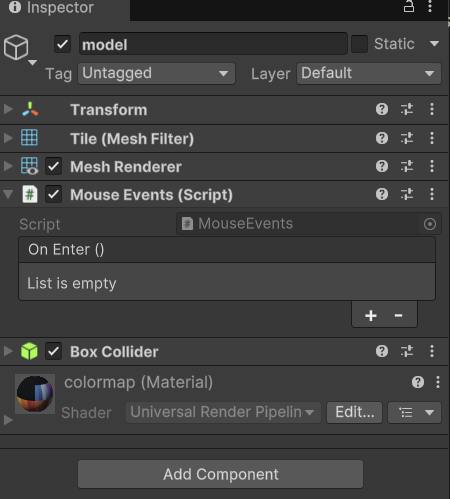 Inspector
model
Static
Tag Untagged Layer Default
Transform
Tile (Mesh Filter)
Mesh Renderer
# Mouse Events (Script)
Script # MouseEvents
On Enter ()
List is empty
+ -
Box Collider
colormap (Material)
Shader Universal Render Pipelin Edit...
Add Component